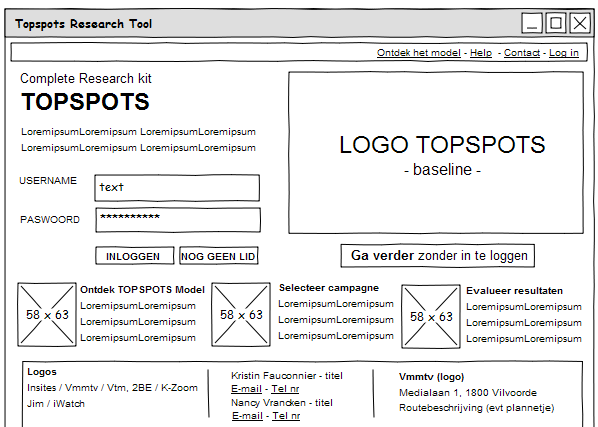 Topspots Research Tool
Ontdek het model - Help - Contact - Log in
Complete Research kit
TOPSPOTS
LoremipsumLoremipsum LoremipsumLoremipsum
LoremipsumLoremipsum LoremipsumLoremipsum
USERNAME
text
PASWOORD
**********
INLOGGEN
NOG GEEN LID
LOGO TOPSPOTS
- baseline -
Ga verder zonder in te loggen
58 x 63
Ontdek TOPSPOTS Model
LoremipsumLoremipsum
LoremipsumLoremipsum
LoremipsumLoremipsum
58 x 63
Selecteer campagne
LoremipsumLoremipsum
LoremipsumLoremipsum
LoremipsumLoremipsum
58 x 63
Evalueer resultaten
LoremipsumLoremipsum
LoremipsumLoremipsum
LoremipsumLoremipsum
Logos
Insites / Vmmtv / Vtm, 2BE / K-Zoom
Jim / iWatch
Kristin Fauconnier - titel
E-mail - Tel nr
Nancy Vrancken - titel
E-mail - Tel nr
Vmmtv (logo)
Medialaan 1, 1800 Vilvoorde
Routebeschrijving (evt plannetje)